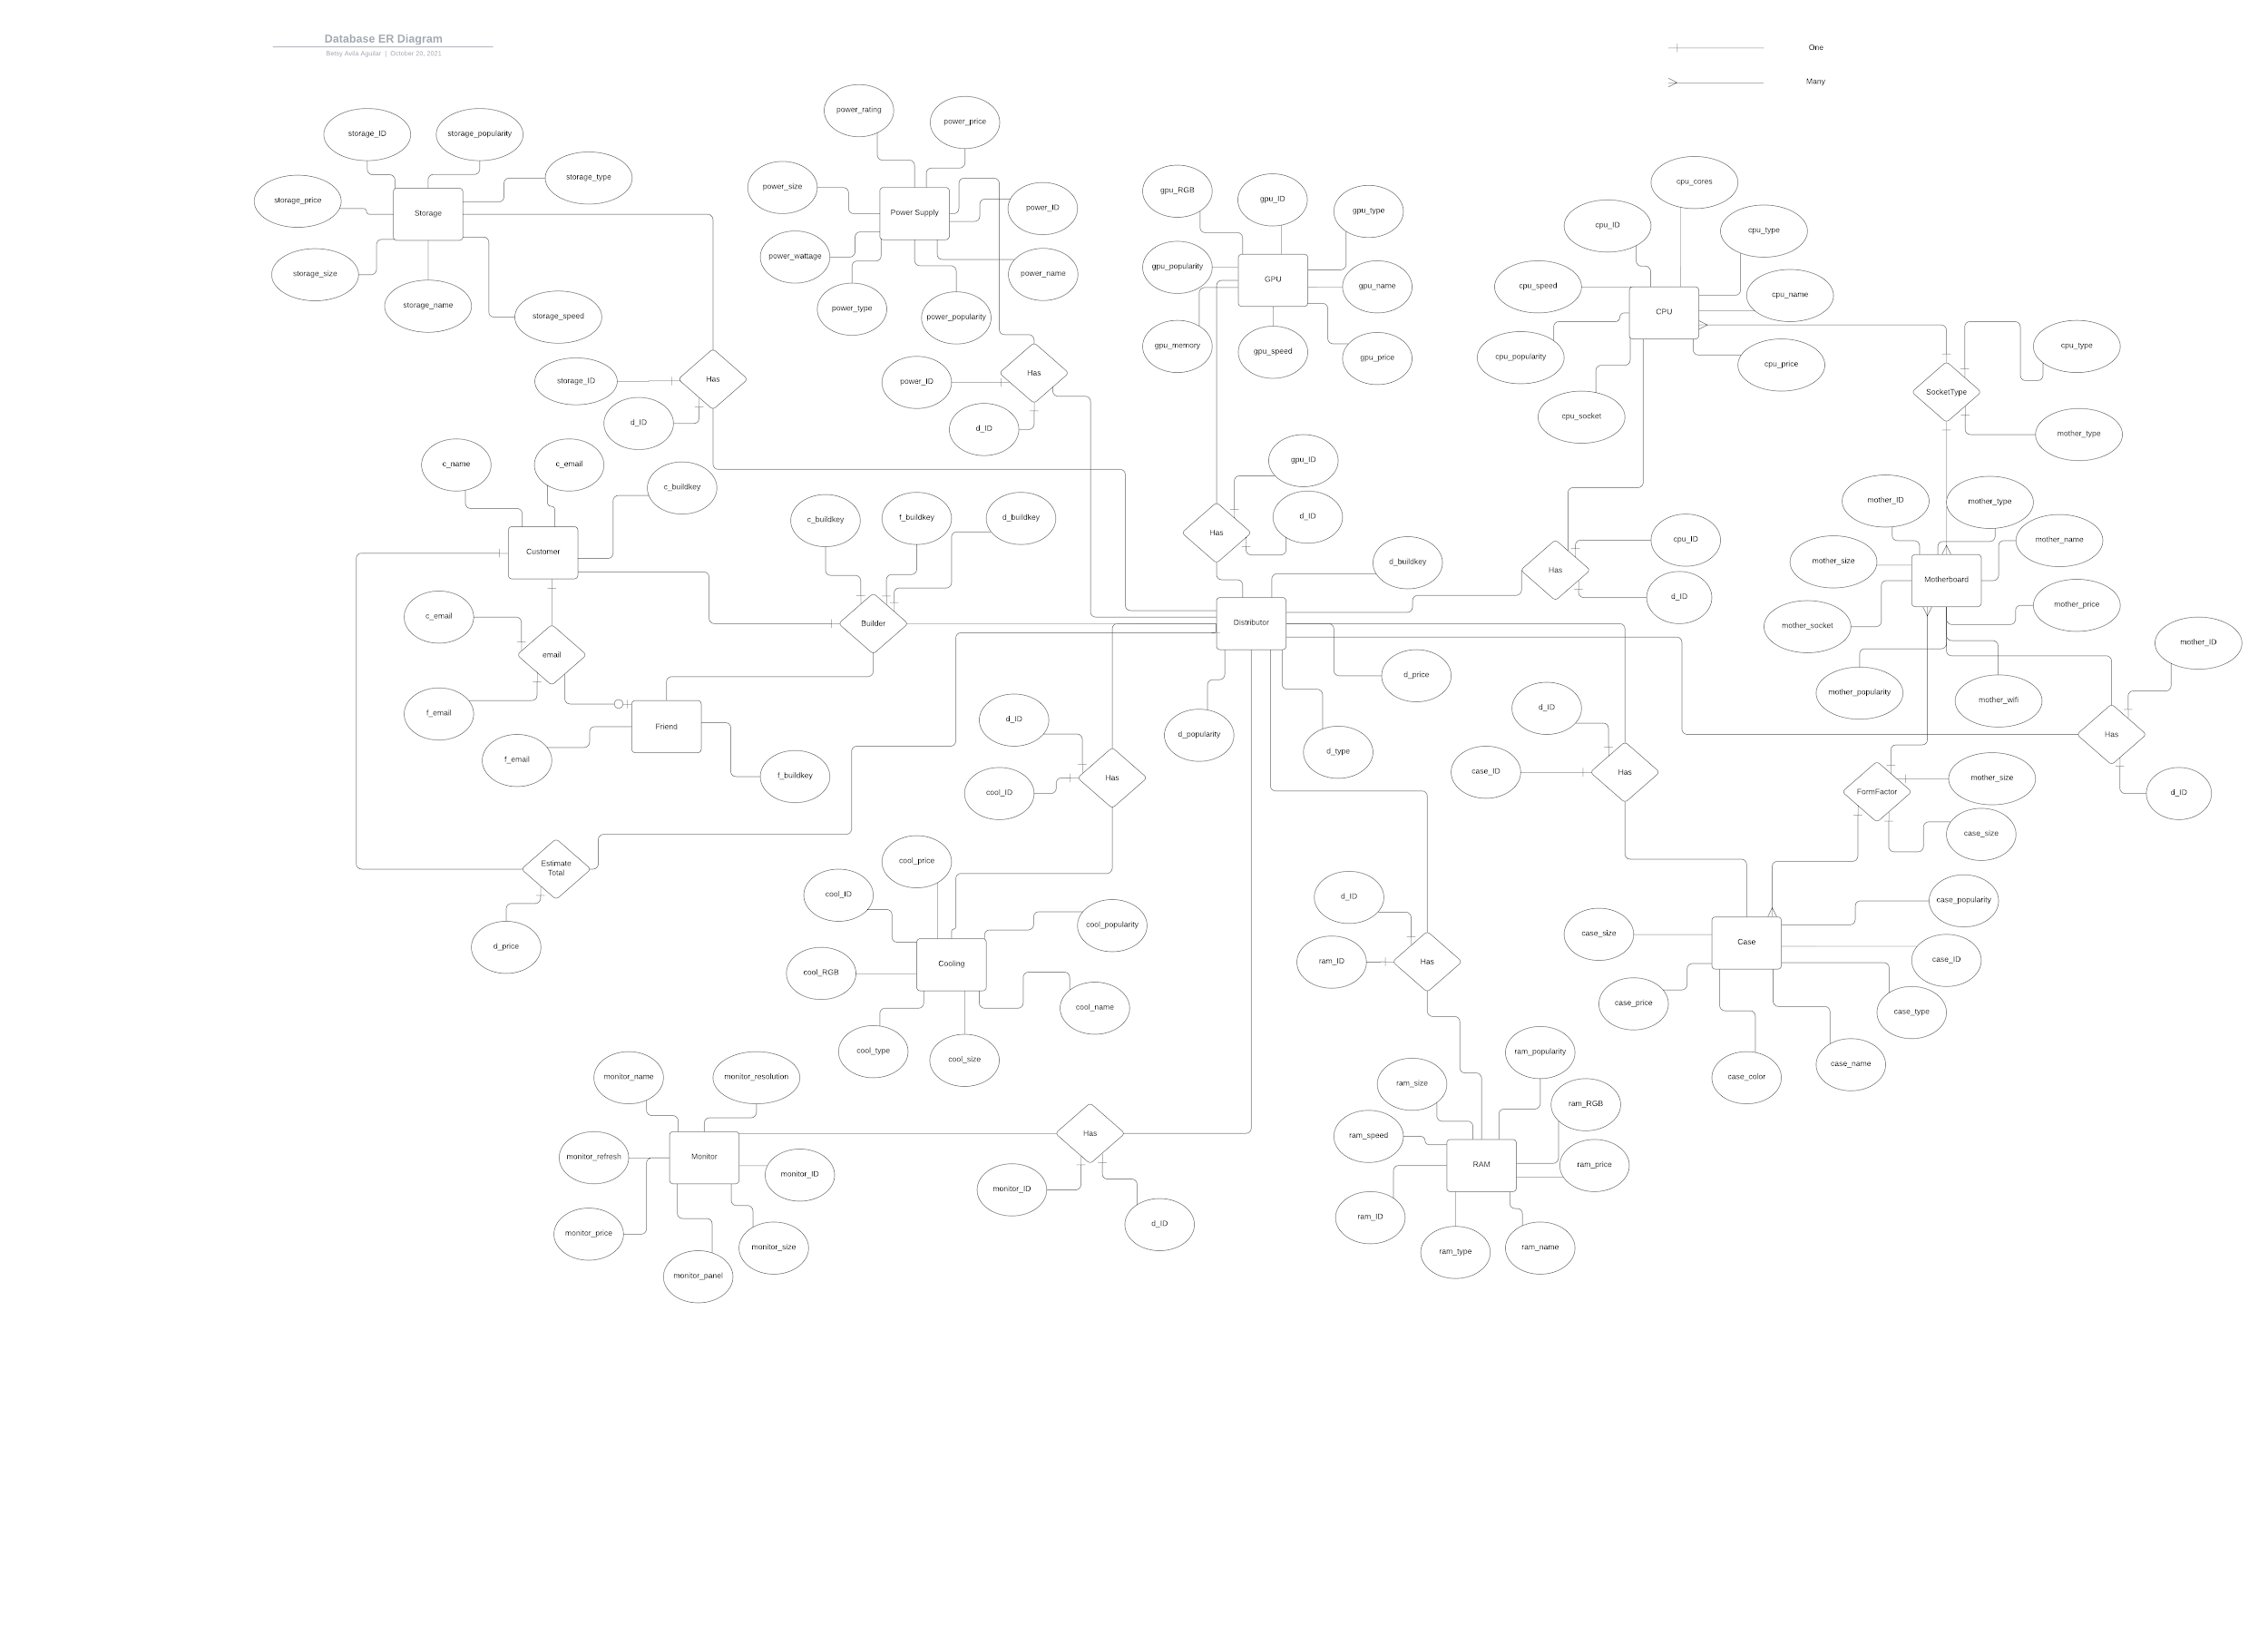 Database ER Diagram
Betsy Avila Aguilar | October 20, 2021
One
Many
storage_ID
storage_popularity
storage_type
storage_price
Storage
storage_size
storage_name
storage_speed
storage_ID
Has
d_ID
power_rating
power_price
power_size
Power Supply
power_ID
power_wattage
power_name
power_type
power_popularity
power_ID
Has
d_ID
gpu_RGB
gpu_ID
gpu_type
gpu_popularity
GPU
gpu_name
gpu_memory
gpu_speed
gpu_price
gpu_ID
d_ID
Has
cpu_cores
cpu_ID
cpu_type
cpu_speed
cpu_name
CPU
cpu_popularity
cpu_price
cpu_socket
cpu_type
SocketType
mother_type
cpu_ID
Has
d_ID
mother_ID
mother_type
mother_name
mother_size
Motherboard
mother_price
mother_socket
mother_popularity
mother_wifi
mother_ID
Has
d_ID
c_name
c_email
c_buildkey
Customer
c_email
email
f_email
Friend
f_email
f_buildkey
c_buildkey
f_buildkey
d_buildkey
Builder
d_buildkey
Distributor
d_price
d_popularity
d_type
Estimate
Total
d_price
d_ID
Has
cool_ID
cool_price
cool_ID
cool_popularity
Cooling
cool_RGB
cool_name
cool_type
cool_size
d_ID
case_ID
Has
mother_size
FormFactor
case_size
case_popularity
case_size
Case
case_ID
case_price
case_type
case_name
case_color
d_ID
ram_ID
Has
ram_popularity
ram_size
ram_RGB
ram_speed
RAM
ram_price
ram_ID
ram_type
ram_name
monitor_name
monitor_resolution
monitor_refresh
Monitor
monitor_ID
monitor_price
monitor_size
monitor_panel
Has
monitor_ID
d_ID